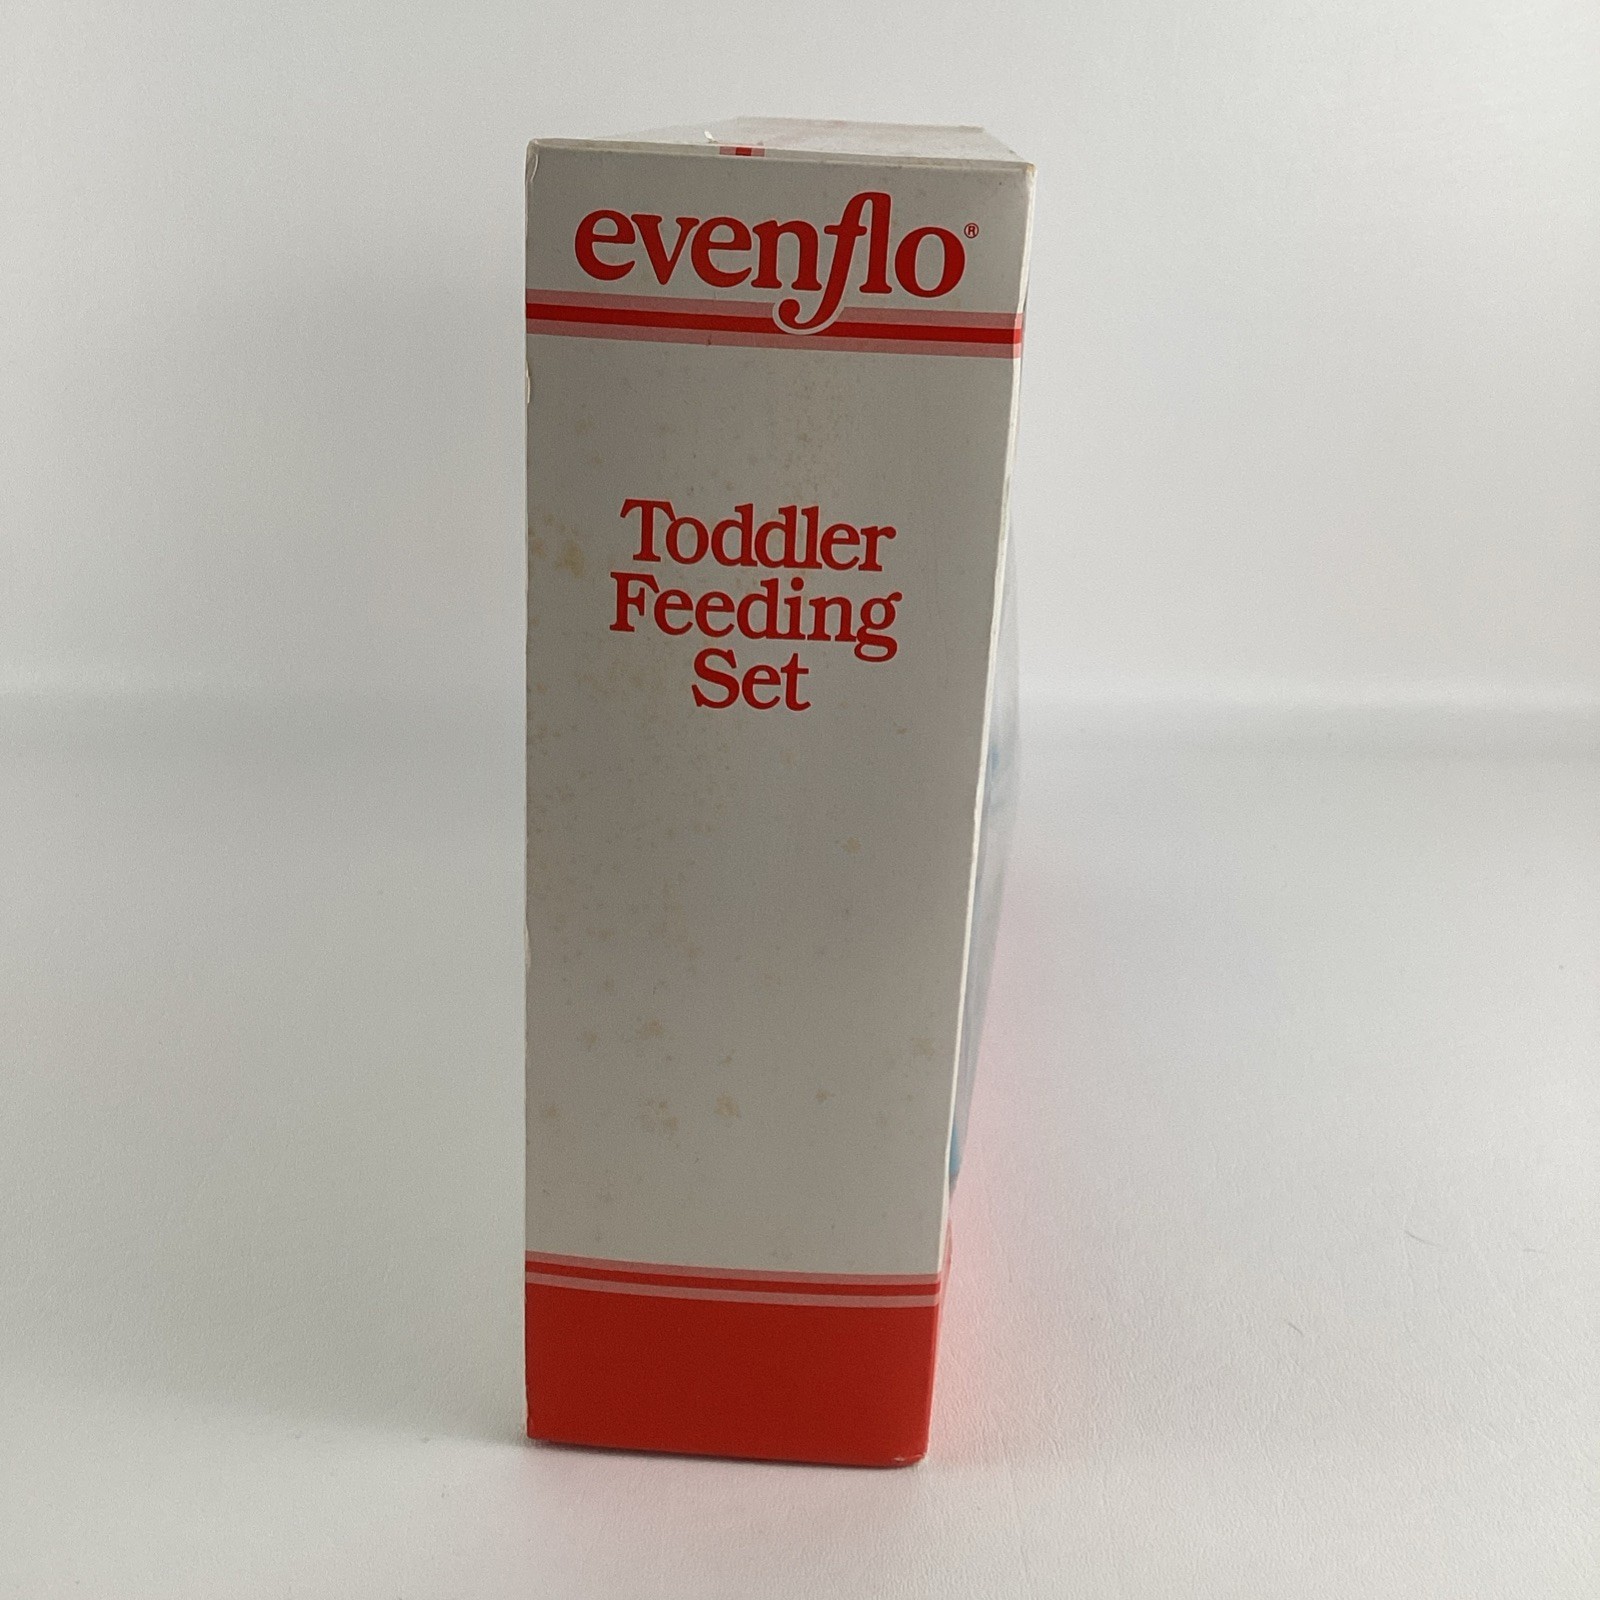 evenflo®
Toddler
Feeding
Set